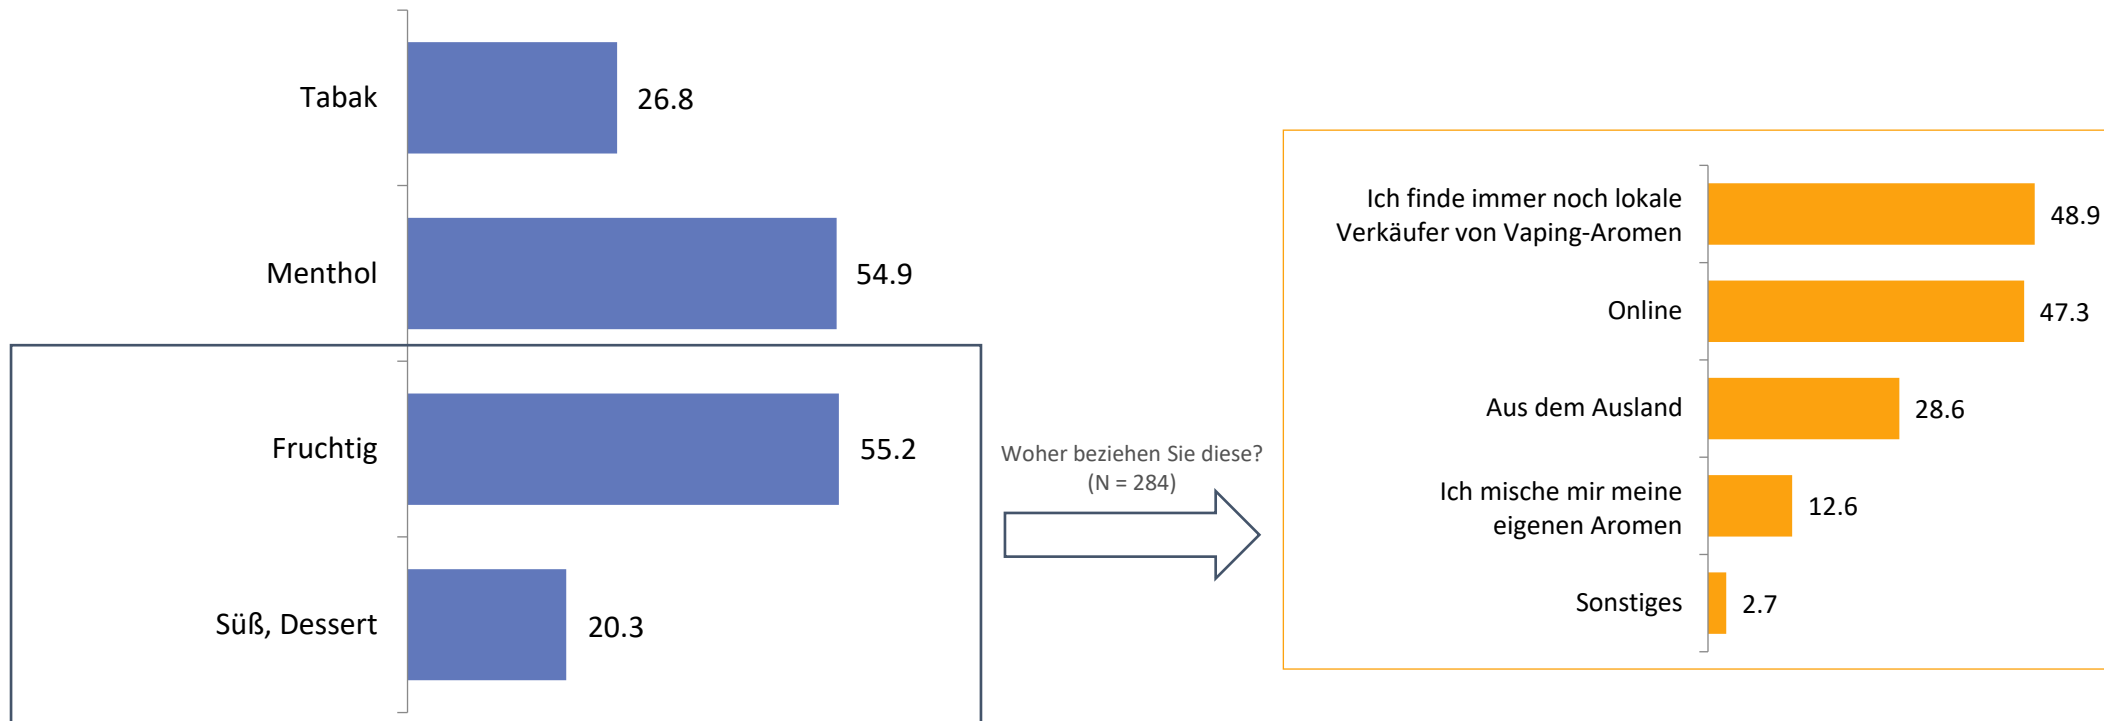 Tabak
26.8
Menthol
54.9
Fruchtig
55.2
Süß, Dessert
20.3
Woher beziehen Sie diese?
(N = 284)
Ich finde immer noch lokale
Verkäufer von Vaping-Aromen
48.9
Online
47.3
Aus dem Ausland
28.6
Ich mische mir meine
eigenen Aromen
12.6
Sonstiges
2.7